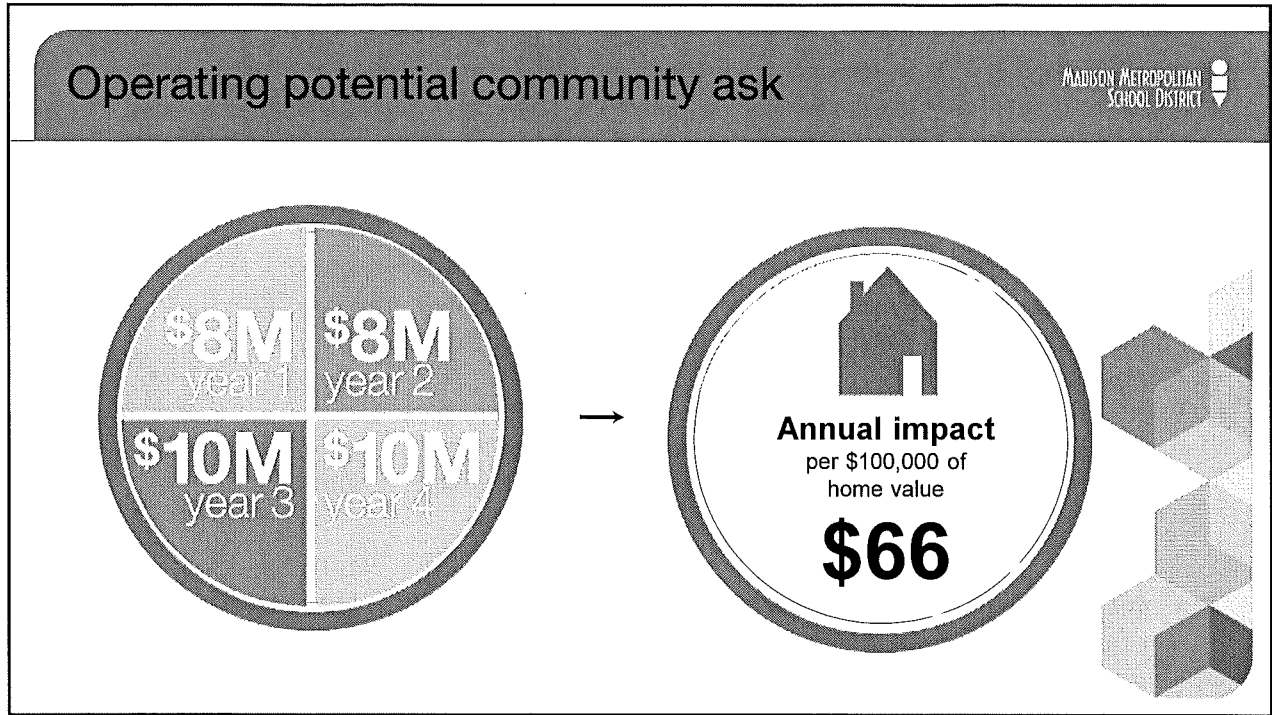 Operating potential community ask
MADISON METROPOLITAN
SCHOOL DISTRICT
$8M
year 1
$8M
year 2
$10M
year 3
$10M
year 4
→
Annual impact
per $100,000 of
home value
$66